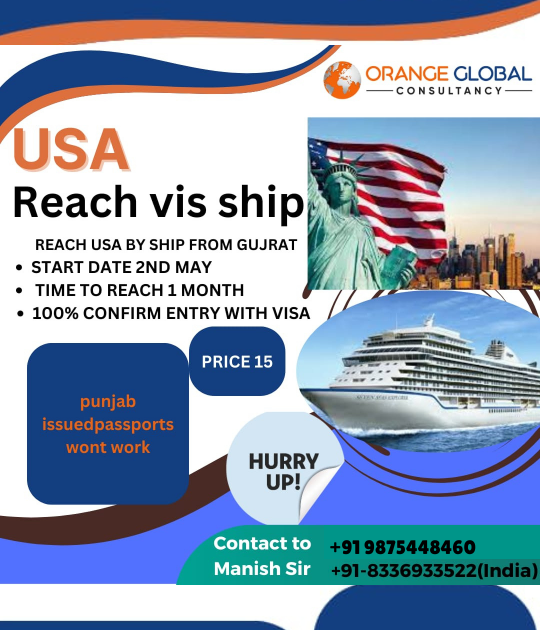 ORANGE GLOBAL
CONSULTANCY
USA
Reach vis ship
REACH USA BY SHIP FROM GUJRAT
• START DATE 2ND MAY
• TIME TO REACH 1 MONTH
• 100% CONFIRM ENTRY WITH VISA
PRICE 15
punjab
issuedpassports
wont work
HURRY
UP!
Contact to
Manish Sir
+91 9875448460
+91-8336933522(India)